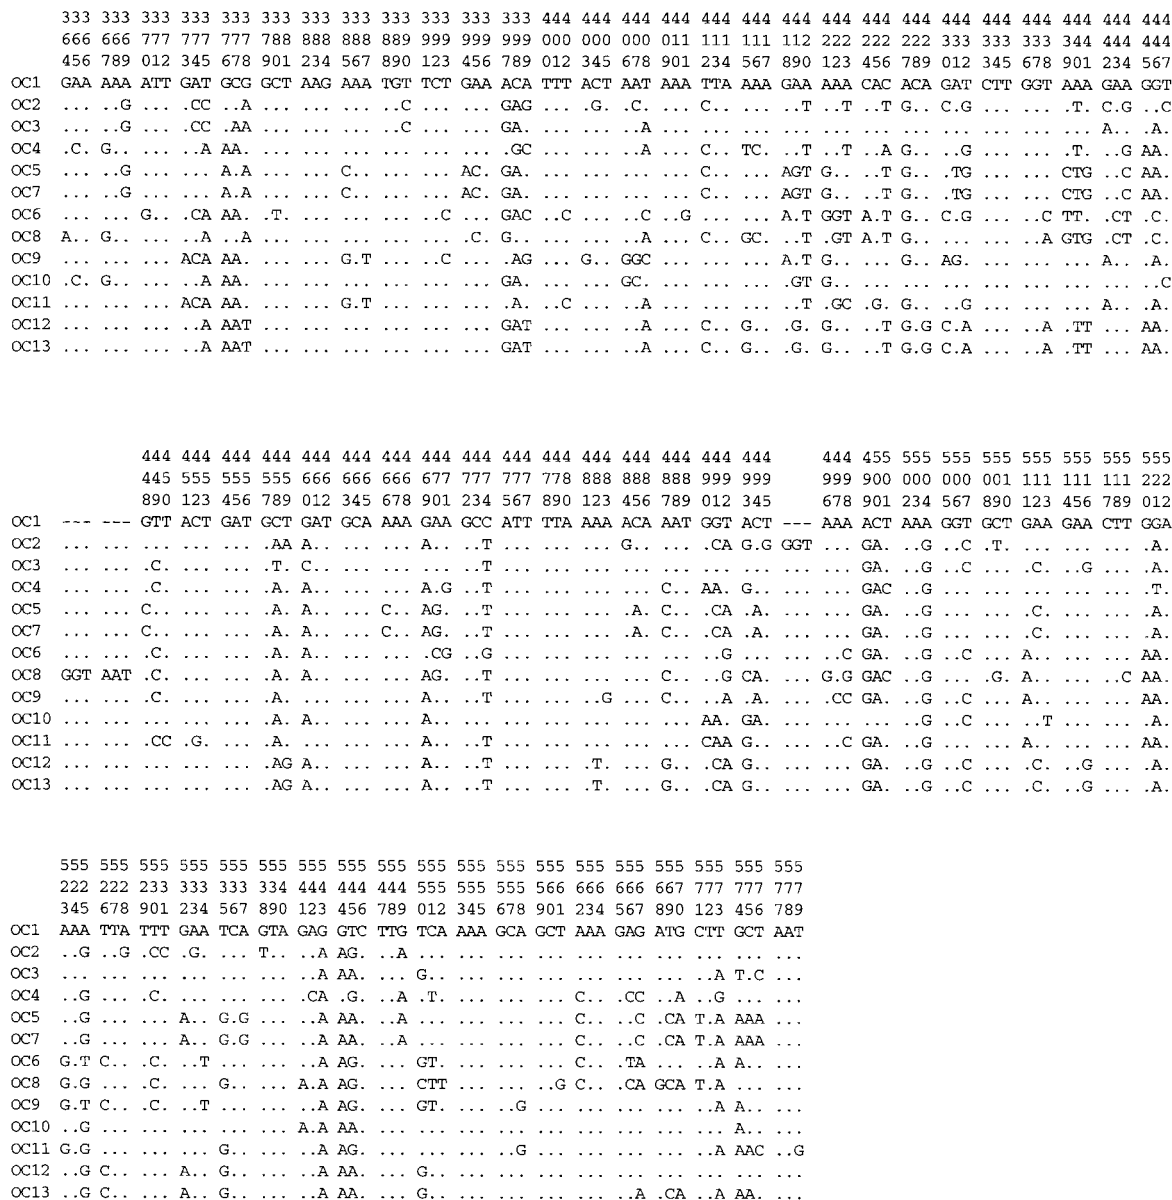 333 333 333 333 333 333 333 333 333 333 333 333 444 444 444 444 444 444 444 444 444 444 444 444 444 444 444 444
666 666 777 777 777 788 888 888 889 999 999 999 000 000 000 011 111 111 112 222 222 222 333 333 333 344 444 444
456 789 012 345 678 901 234 567 890 123 456 789 012 345 678 901 234 567 890 123 456 789 012 345 678 901 234 567
OC1 GAA AAA ATT GAT GCG GCT AAG AAA TGT TCT GAA ACA TTT ACT AAT AAA TTA AAA GAA AAA CAC ACA GAT CTT GGT AAA GAA GGT
OC2 ... ..G ... .CC ..A ... ... ... ..C ... ... GAG ... .G. .C. ... C.. ... ..T ..T ..T G.. C.G ... ... .T. C.G ..C
OC3 ... ..G ... .CC .AA ... ... ... ..C ... ... GA. ... ... ..A ... ... ... ... ... ... ... ... ... ... ... A.. .A.
OC4 .C. G.. ... ..A AA. ... ... ... ... ... ... .GC ... ... ..A ... C.. TC. ..T ..T ..A G.. ..G ... ... .T. ..G AA.
OC5 ... ..G ... ... A.A ... ... C.. ... ... AC. GA. ... ... ... ... C.. ... AGT G.. ..T G.. .TG ... ... CTG ..C AA.
OC7 ... ..G ... ... A.A ... ... C.. ... ... AC. GA. ... ... ... ... C.. ... AGT G.. ..T G.. .TG ... ... CTG ..C AA.
OC6 ... ... G.. .CA AA. .T. ... ... ... ..C ... GAC ..C ... ..C .G. ... ... A.T GGT A.T G.. C.G ... ..C TT. .CT .C.
OC8 A.. G.. ... ..A ..A ... ... ... ... ... .C. G.. ... ... ..A ... C.. GC. ..T .GT A.T G.. ... ... ..A GTG .CT .C.
OC9 ... ... ... ACA AA. ... ... G.T ... ..C ... .AG ... G.. GGC ... ... ... A.T G.. ... G.. AG. ... ... ... A.. .A.
OC10 .C. G.. ... ..A AA. ... ... ... ... ... ... GA. ... ... GC. ... ... ... .GT G.. ... ... ... ... ... ... ... ..C
OC11 ... ... ... ACA AA. ... ... G.T ... ... ... .A. ..C ... ..A ... ... ... ..T .GC .G. G.. ..G ... ... ... A.. .A.
OC12 ... ... ... ..A AAT ... ... ... ... ... ... GAT ... ... ..A ... C.. G.. .G. G.. ..T G.G C.A ... ..A .TT ... AA.
OC13 ... ... ... ..A AAT ... ... ... ... ... ... GAT ... ... ..A ... C.. G.. .G. G.. ..T G.G C.A ... ..A .TT ... AA.
444 444 444 444 444 444 444 444 444 444 444 444 444 444 444 444 444 455 555 555 555 555 555 555 555
445 555 555 555 666 666 666 677 777 777 778 888 888 888 999 999 999 900 000 000 001 111 111 111 222
890 123 456 789 012 345 678 901 234 567 890 123 456 789 012 345 678 901 234 567 890 123 456 789 012
OC1 --- --- GTT ACT GAT GCT GAT GCA AAA GAA GCC ATT TTA AAA ACA AAT GGT ACT --- AAA ACT AAA GGT GCT GAA GAA CTT GGA
OC2 ... ... ... ... ... .AA A.. ... ... A.. ..T ... ... ... G.. ... .CA G.G GGT ... GA. ..G ..C .T. ... ... ... .A.
OC3 ... ... .C. ... ... .T. C.. ... ... ... ..T ... ... ... ... ... ... ... ... ... GA. ..G ..C ... .C. ..G ... .A.
OC4 ... ... .C. ... ... .A. A.. ... ... A.G ... ... ... ... ... C.. AA. G.. ... ... GAC ..G ... ... ... ... ... .T.
OC5 ... ... C.. ... ... .A. A.. ... C.. AG. ..T ... ... ... .A. C.. .CA .A. ... ... GA. ..G ... ... .C. ... ... .A.
OC7 ... ... C.. ... ... .A. A.. ... C.. AG. ..T ... ... ... .A. C.. .CA .A. ... ... GA. ..G ... ... .C. ... ... .A.
OC6 ... ... .C. ... ... .A. A.. ... ... .CG ..G ... ... ... ... ... ..G ... ... ..C GA. ..G ..C ... A.. ... ... AA.
OC8 GGT AAT .C. ... ... .A. A.. ... ... AG. ..T ... ... ... ... C.. ..G CA. ... G.G GAC ..G ... .G. A.. ... ..C AA.
OC9 ... ... .C. ... ... .A. ... ... ... A.. ..T ... ... ..G ... C.. ..A .A. ... .CC GA. ..G ..C ... A.. ... ... AA.
OC10 ... ... ... ... ... .A. A.. ... ... A.. ... ... ... ... ... ... AA. GA. ... ... ... ..G ..C ... ..T ... ... .A.
OC11 ... ... .CC .G. ... .A. ... ... ... A.. ..T ... ... ... ... ... CAA G.. ... ..C GA. ..G ... ... A.. ... ... AA.
OC12 ... ... ... ... ... .AG A.. ... ... A.. ..T ... ... .T. ... G.. .CA G.. ... ... GA. ..G ..C ... .C. ..G ... .A.
OC13 ... ... ... ... ... .AG A.. ... ... A.. ..T ... ... .T. ... G.. .CA G.. ... ... GA. ..G ..C ... .C. ..G ... .A.
555 555 555 555 555 555 555 555 555 555 555 555 555 555 555 555 555 555 555
222 222 233 333 333 334 444 444 444 555 555 555 566 666 666 667 777 777 777
345 678 901 234 567 890 123 456 789 012 345 678 901 234 567 890 123 456 789
OC1 AAA TTA TTT GAA TCA GTA GAG GTC TTG TCA AAA GCA GCT AAA GAG ATG CTT GCT AAT
OC2 ..G ..G .CC .G. ... T.. ..A AG. ..A ... ... ... ... ... ... ... ... ... ...
OC3 ... ... ... ... ... ... ..A AA. ... G.. ... ... ... ... ... ... ..A T.C ...
OC4 ..G ... .C. ... ... ... .CA .G. ..A .T. ... ... ... C.. .CC ..A ..G ... ...
OC5 ..G ... ... A.. G.G ... ..A AA. ..A ... ... ... ... C.. ..C .CA T.A AAA ...
OC7 ..G ... ... A.. G.G ... ..A AA. ..A ... ... ... ... C.. ..C .CA T.A AAA ...
OC6 G.T C.. .C. ..T ... ... ..A AG. ... GT. ... ... ... C.. .TA ... ..A A.. ...
OC8 G.G ... .C. ... G.. ... A.A AG. ... CTT ... ... ..G C.. .CA GCA T.A ... ...
OC9 G.T C.. .C. ..T ... ... ..A AG. ... GT. ... ..G ... ... ... ... ..A A.. ...
OC10 ..G ... ... ... ... ... A.A AA. ... ... ... ... ... ... ... ... ... A.. ...
OC11 G.G ... ... ... G.. ... ..A AG. ... ... ... ..G ... ... ... ... ..A AAC ..G
OC12 ..G C.. ... A.. G.. ... ..A AA. ... G.. ... ... ... ... ... ... ... ... ...
OC13 ..G C.. ... A.. G.. ... ..A AA. ... G.. ... ... ... ... ..A .CA ..A AA. ...